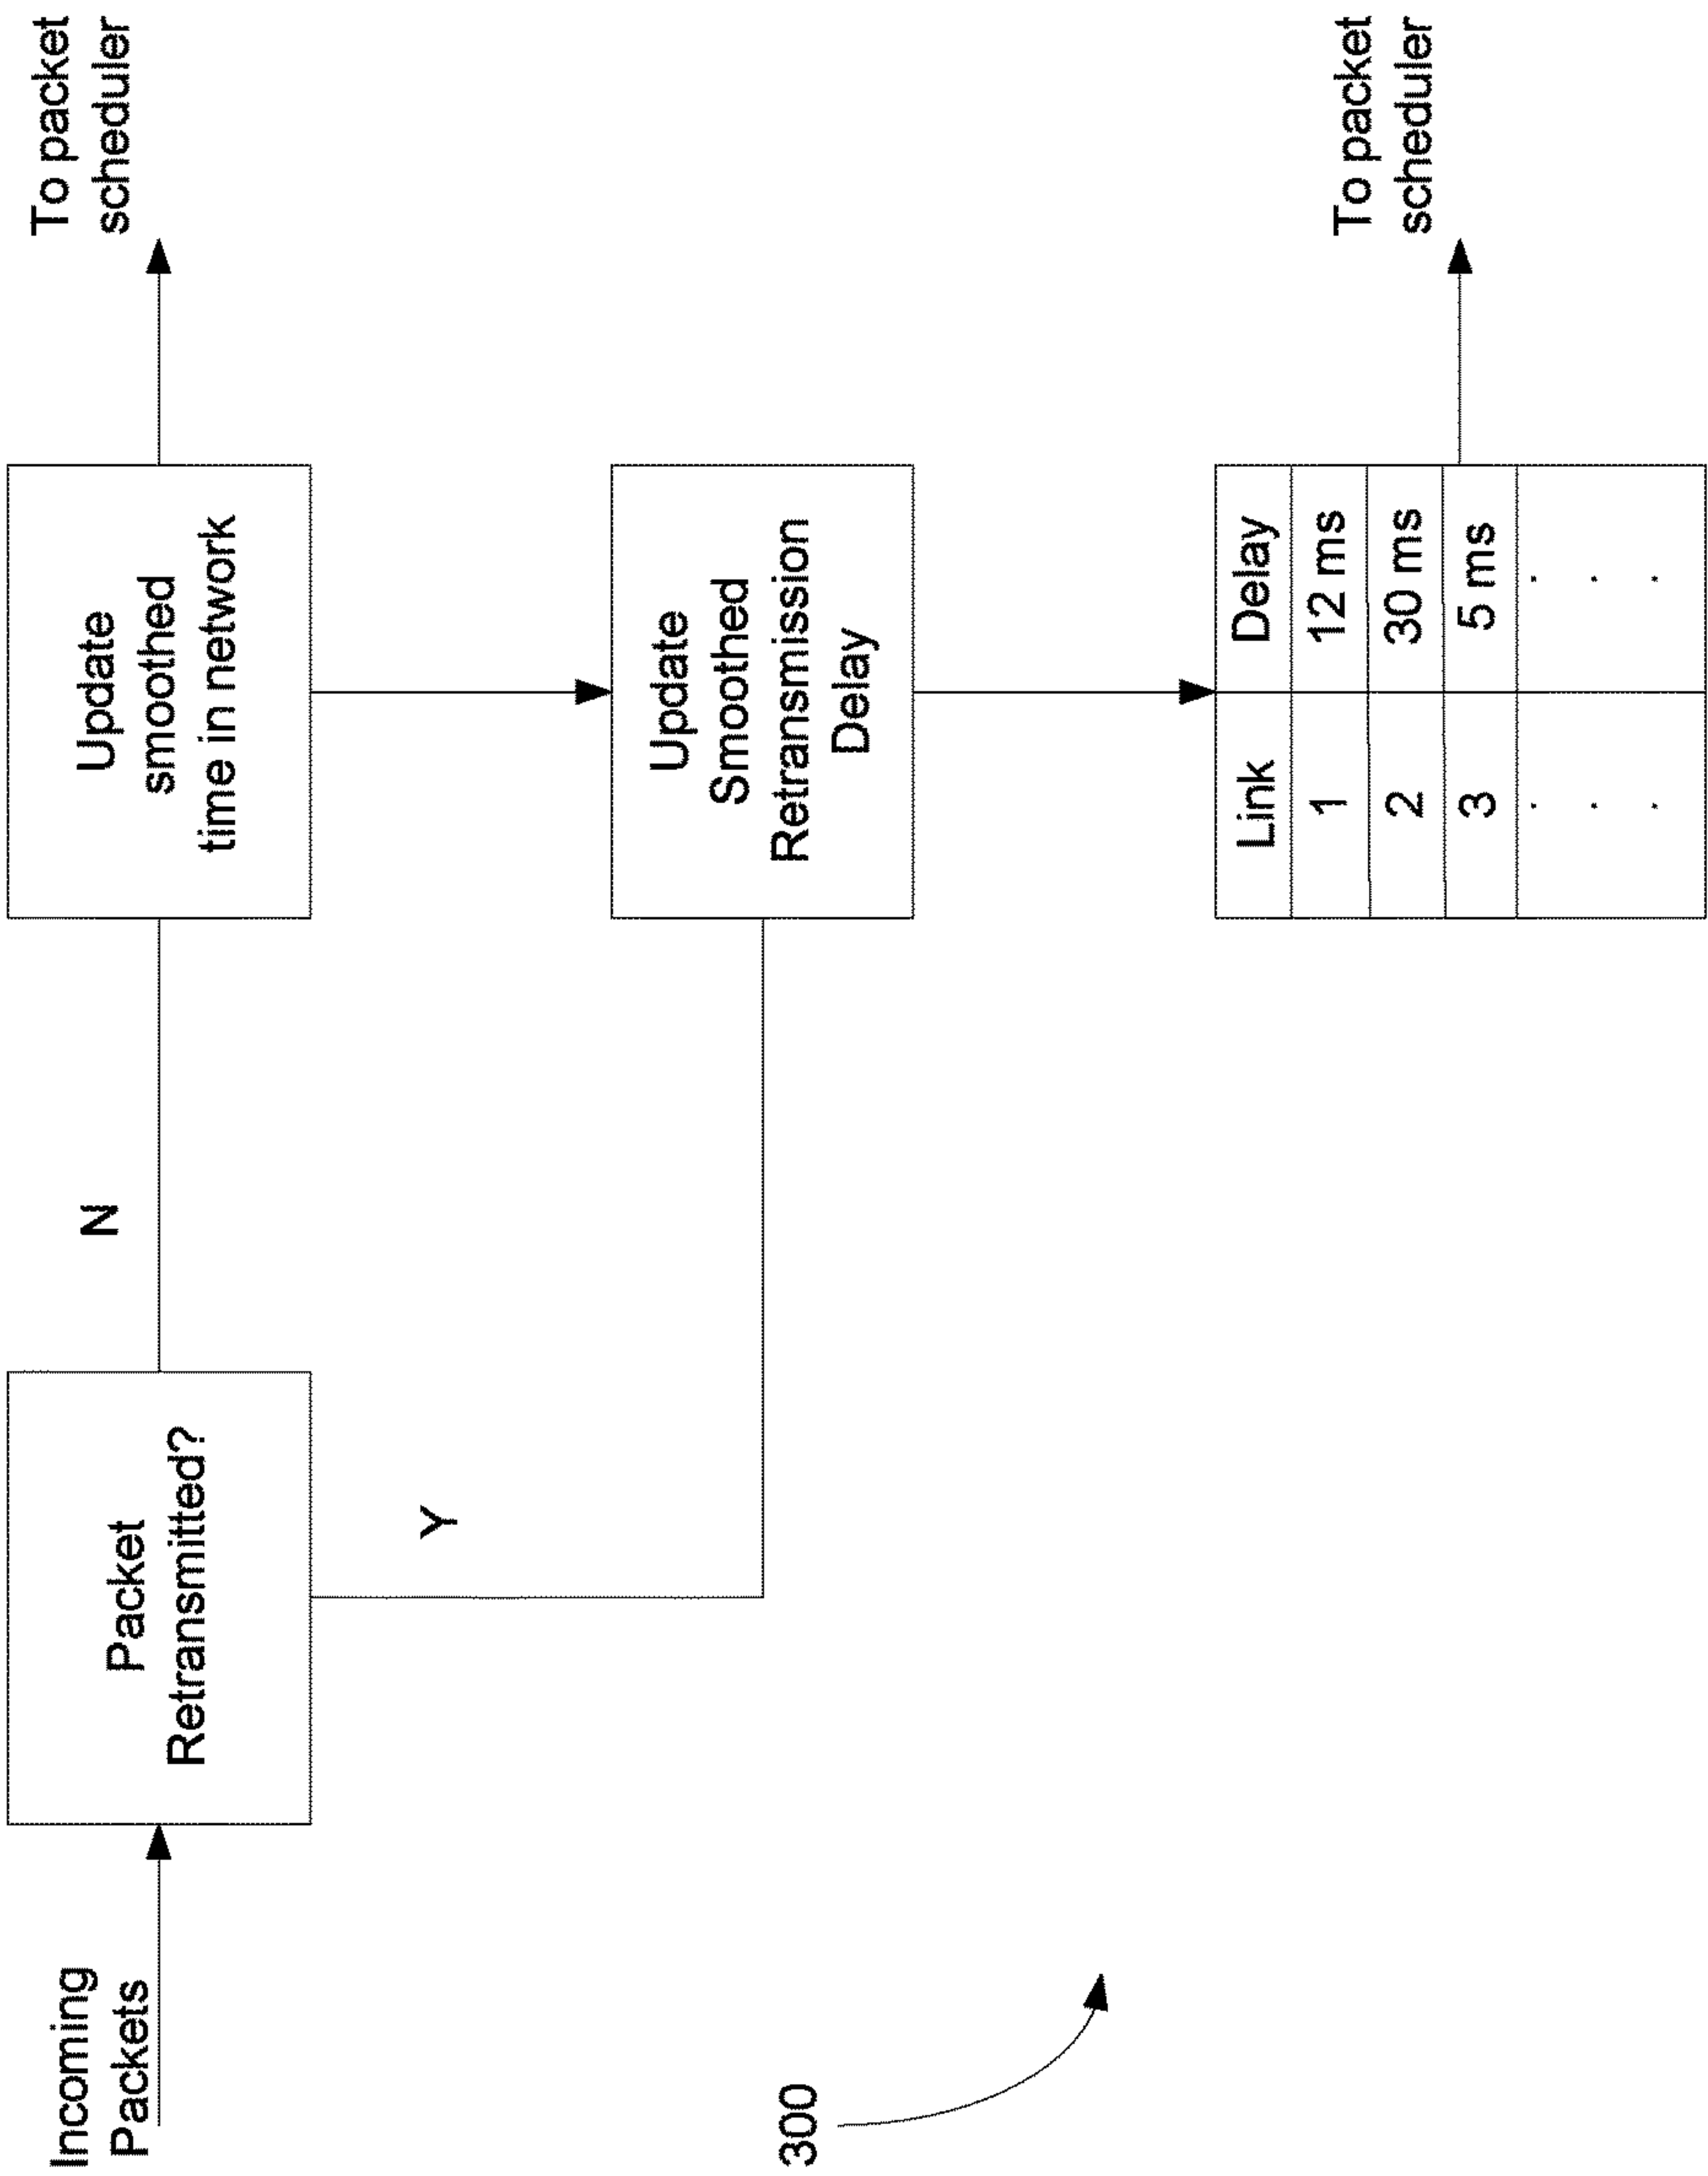 Incoming
Packets
Packet
Retransmitted?
N
Y
Update
smoothed
time in network
To packet
scheduler
Update
Smoothed
Retransmission
Delay
Link Delay
1 12 ms
2 30 ms
3 5 ms
. .
. .
. .
To packet
scheduler
300